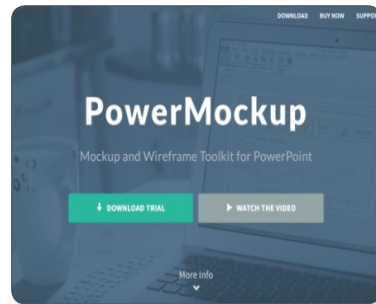 DOWNLOAD BUY NOW SUPPOR
PowerMockup
Mockup and Wireframe Toolkit for PowerPoint
DOWNLOAD TRIAL WATCH THE VIDEO
More Info